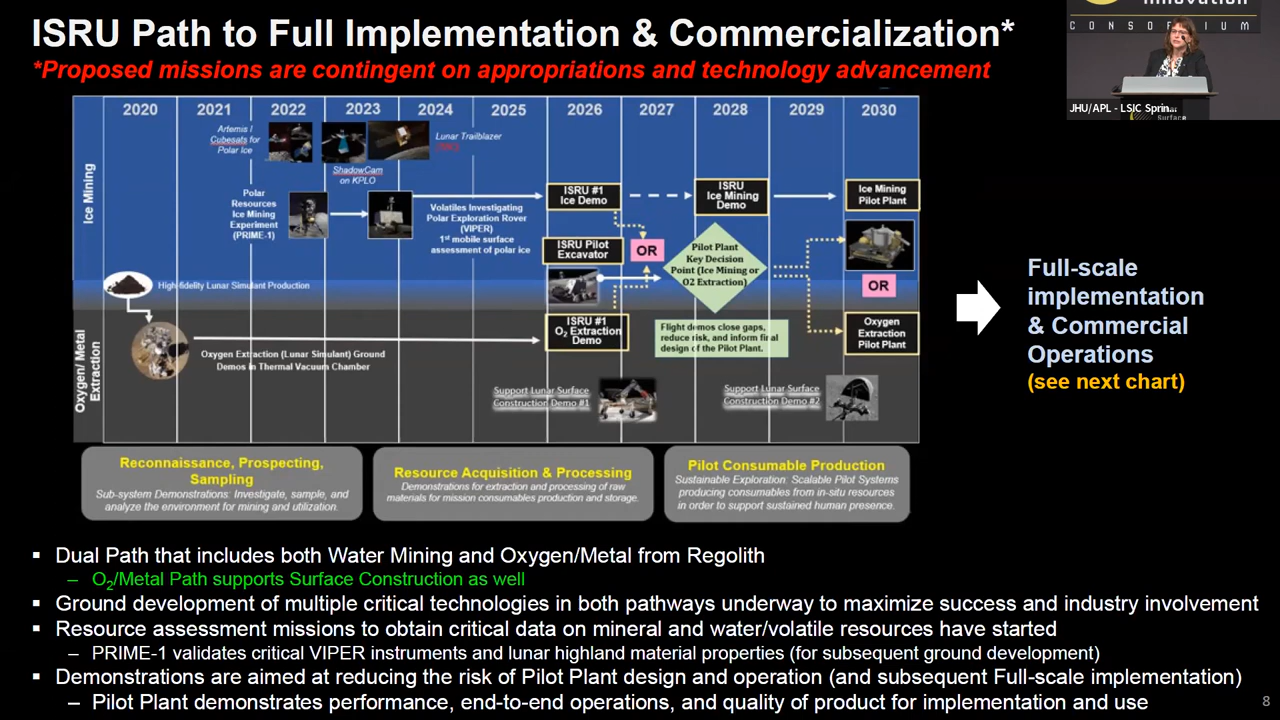 ISRU Path to Full Implementation & Commercialization*
*Proposed missions are contingent on appropriations and technology advancement
CONSORTIUM
JHU/APL - LSIC Sprin...
Surface
2020 2021 2022 2023 2024 2025 2026 2027 2028 2029 2030
Ice Mining
Artemis I
Cubesats for
Polar Ice
ShadowCam
on KPLO
Lunar Trailblazer
Polar
Resources
Ice Mining
Experiment
(PRIME-1)
Volatiles Investigating
Polar Exploration Rover
(VIPER)
1st mobile surface
assessment of polar ice
ISRU #1
Ice Demo
ISRU
Ice Mining
Demo
Ice Mining
Pilot Plant
ISRU Pilot
Excavator
OR
Pilot Plant
Key Decision
Point (Ice Mining or
O2 Extraction)
OR
High-fidelity Lunar Simulant Production
Oxygen/ Metal
Extraction
Oxygen Extraction (Lunar Simulant) Ground
Demos in Thermal Vacuum Chamber
ISRU #1
O2 Extraction
Demo
Flight demos close gaps,
reduce risk, and inform final
design of the Pilot Plant.
Oxygen
Extraction
Pilot Plant
Support Lunar Surface
Construction Demo #1
Support Lunar Surface
Construction Demo #2
Full-scale
implementation
& Commercial
Operations
(see next chart)
Reconnaissance, Prospecting,
Sampling
Sub-system Demonstrations: Investigate, sample, and
analyze the environment for mining and utilization.
Resource Acquisition & Processing
Demonstrations for extraction and processing of raw
materials for mission consumables production and storage.
Pilot Consumable Production
Sustainable Exploration: Scalable Pilot Systems
producing consumables from in-situ resources
in order to support sustained human presence.
▪ Dual Path that includes both Water Mining and Oxygen/Metal from Regolith
– O2/Metal Path supports Surface Construction as well
▪ Ground development of multiple critical technologies in both pathways underway to maximize success and industry involvement
▪ Resource assessment missions to obtain critical data on mineral and water/volatile resources have started
– PRIME-1 validates critical VIPER instruments and lunar highland material properties (for subsequent ground development)
▪ Demonstrations are aimed at reducing the risk of Pilot Plant design and operation (and subsequent Full-scale implementation)
– Pilot Plant demonstrates performance, end-to-end operations, and quality of product for implementation and use
8